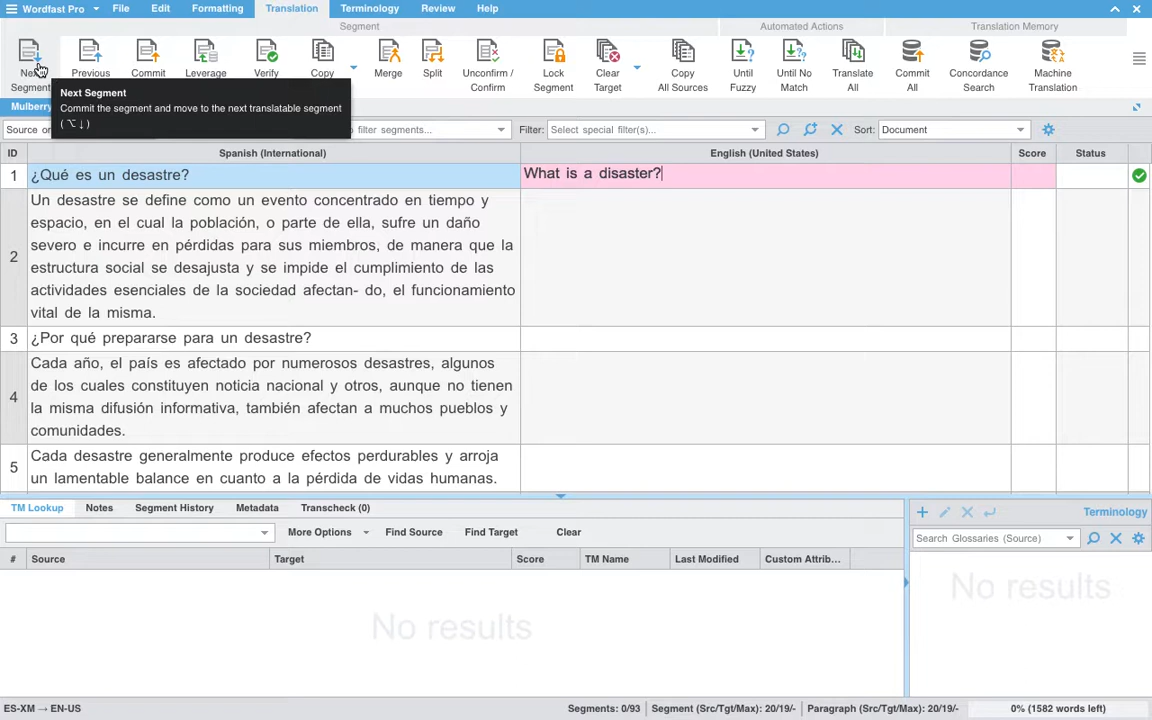 Wordfast Pro File Edit Formatting Translation Terminology Review Help
Segment Automated Actions Translation Memory
Next Segment
Previous
Commit
Leverage
Verify
Copy
Merge
Split
Unconfirm / Confirm
Lock Segment
Clear Target
Copy All Sources
Until Fuzzy
Until No Match
Translate All
Commit All
Concordance Search
Machine Translation
Next Segment
Commit the segment and move to the next translatable segment
(⌥↓)
Mulberry
Source or filter segments... Filter: Select special filter(s)... Sort: Document
ID Spanish (International) English (United States) Score Status
1 ¿Qué es un desastre? What is a disaster?
Un desastre se define como un evento concentrado en tiempo y
espacio, en el cual la población, o parte de ella, sufre un daño
severo e incurre en pérdidas para sus miembros, de manera que la
2 estructura social se desajusta y se impide el cumplimiento de las
actividades esenciales de la sociedad afectan- do, el funcionamiento
vital de la misma.
3 ¿Por qué prepararse para un desastre?
Cada año, el país es afectado por numerosos desastres, algunos
de los cuales constituyen noticia nacional y otros, aunque no tienen
4 la misma difusión informativa, también afectan a muchos pueblos y
comunidades.
5 Cada desastre generalmente produce efectos perdurables y arroja
un lamentable balance en cuanto a la pérdida de vidas humanas.
TM Lookup Notes Segment History Metadata Transcheck (0) Terminology
More Options Find Source Find Target Clear Search Glossaries (Source)
# Source Target Score TM Name Last Modified Custom Attrib...
No results
No results
ES-XM → EN-US Segments: 0/93 Segment (Src/Tgt/Max): 20/19/- Paragraph (Src/Tgt/Max): 20/19/- 0% (1582 words left)